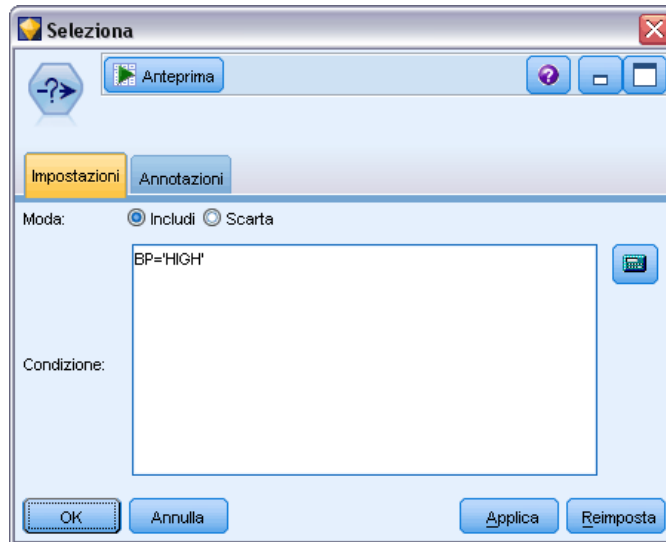 Seleziona
Anteprima
Impostazioni Annotazioni
Moda: Includi Scarta
BP='HIGH'
Condizione:
OK Annulla Applica Reimposta